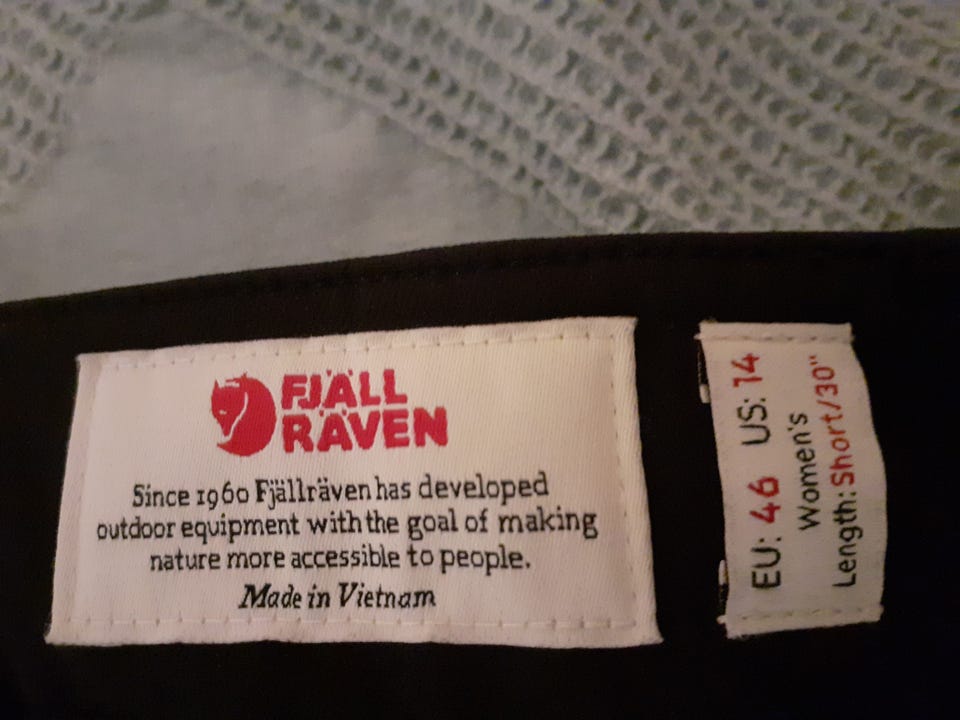 FJÄLL
RÄVEN
Since 1960 Fjällräven has developed
outdoor equipment with the goal of making
nature more accessible to people.
Made in Vietnam
EU: 46 US: 14
Women's
Length: Short/30"